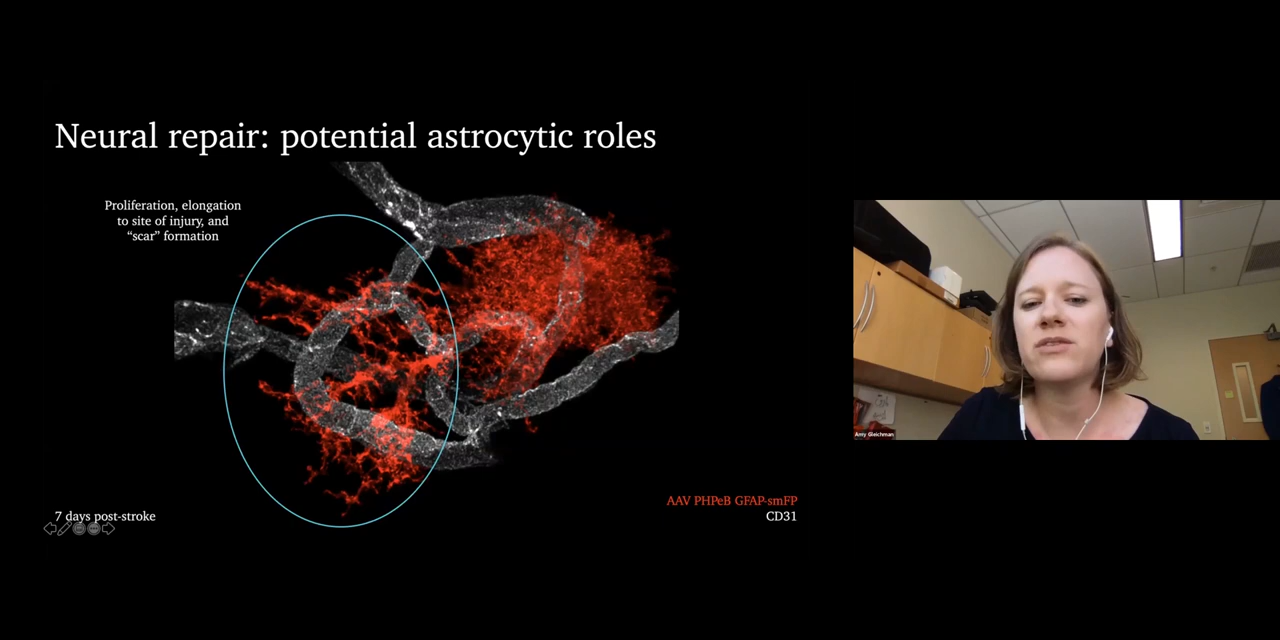 Neural repair: potential astrocytic roles
Proliferation, elongation
to site of injury, and
“scar” formation
7 days post-stroke
AAV PHPeB GFAP-smFP
CD31
Amy Gleichman